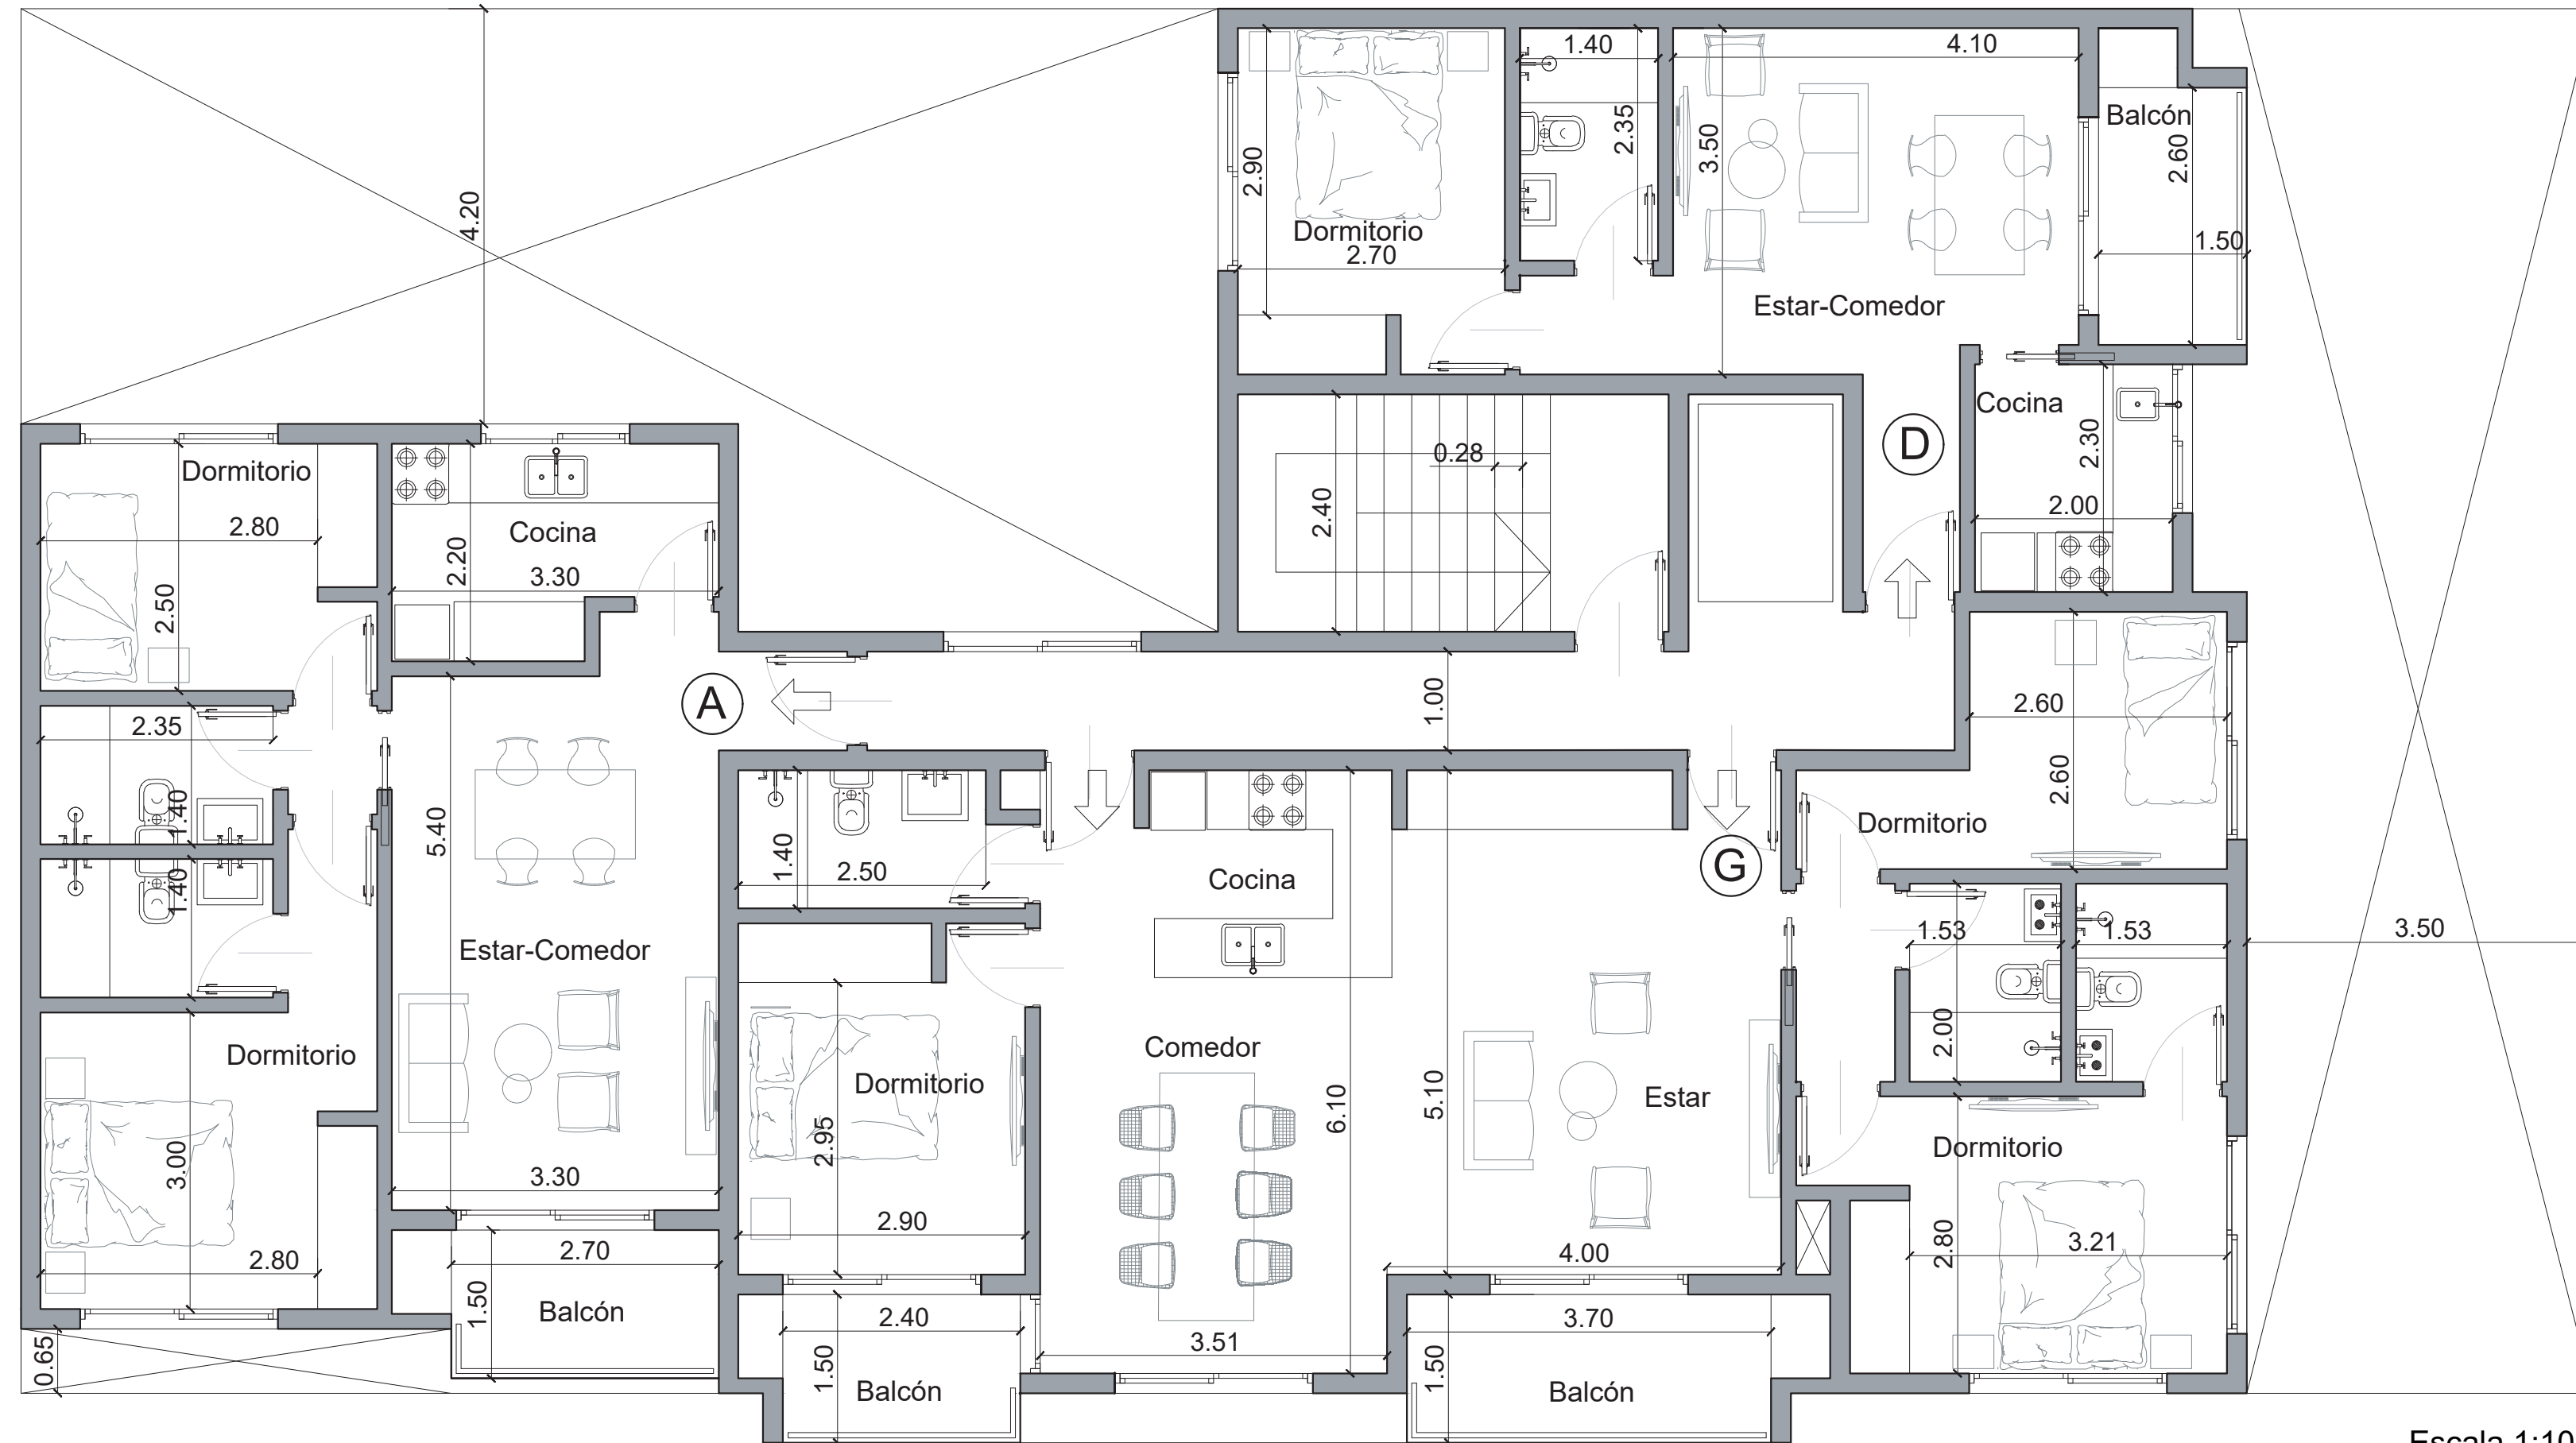 4.20
1.40
4.10
Balcón
2.35
3.50
2.60
2.90
Dormitorio
2.70
1.50
Estar-Comedor
Cocina
2.30
D
0.28
2.40
2.00
Dormitorio
2.80
2.50
Cocina
2.20
3.30
A
1.00
2.60
2.60
Dormitorio
2.35
1.40
1.40
5.40
1.40
2.50
Cocina
G
Estar-Comedor
1.53
1.53
3.50
2.00
Dormitorio
3.00
2.80
3.30
Dormitorio
2.95
2.90
Comedor
6.10
5.10
Estar
4.00
Dormitorio
2.80
3.21
2.70
1.50
Balcón
0.65
2.40
1.50
Balcón
3.51
3.70
1.50
Balcón
Escala 1:10